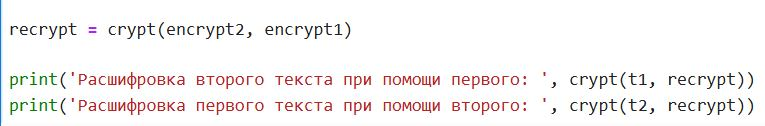 recrypt = crypt(encrypt2, encrypt1)
print('Расшифровка второго текста при помощи первого: ', crypt(t1, recrypt))
print('Расшифровка первого текста при помощи второго: ', crypt(t2, recrypt))